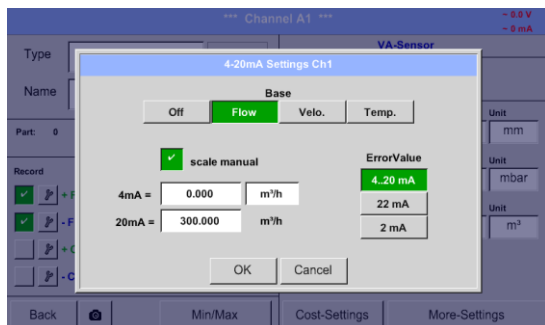 *** Channel A1 ***
~ 0.0 V
~ 0 mA
Type
VA-Sensor
4-20mA Settings Ch1
Name
Base
Off Flow Velo. Temp.
Unit
Part: 0
mm
scale manual
ErrorValue
Unit
Record
4..20 mA
mbar
4mA = 0.000 m³/h
+ F
22 mA
Unit
20mA = 300.000 m³/h
- F
2 mA
m³
+ C
OK Cancel
- C
Back Min/Max Cost-Settings More-Settings